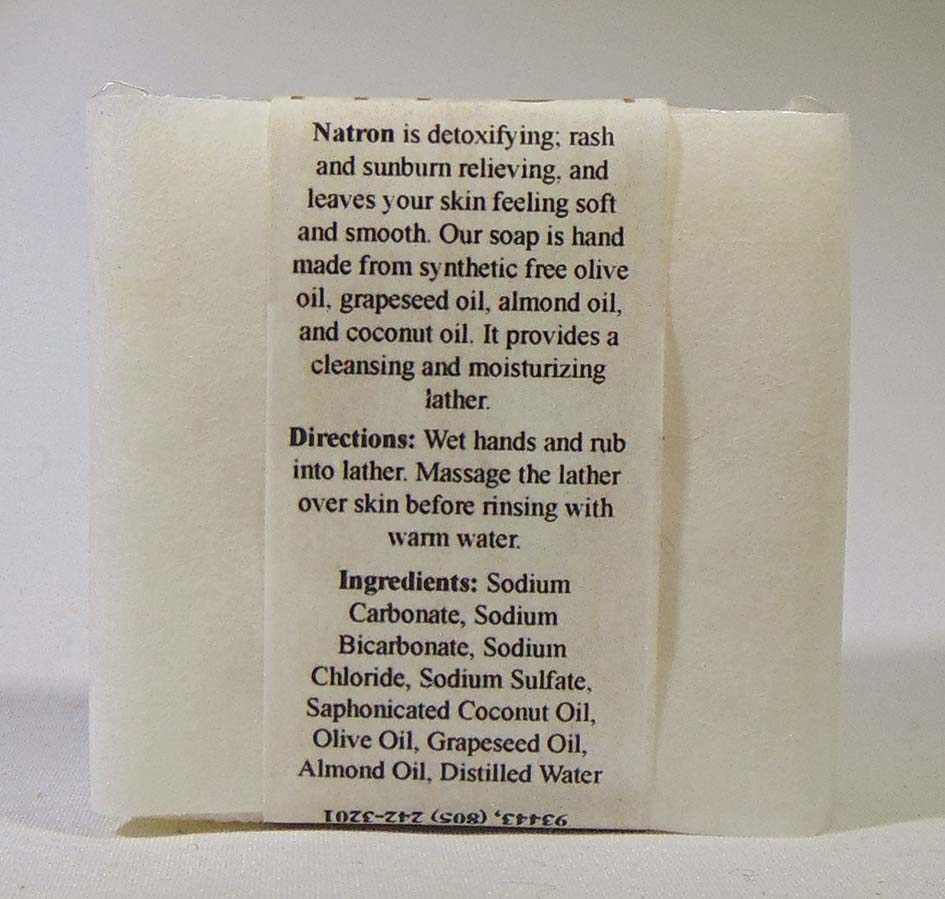 Natron is detoxifying; rash
and sunburn relieving, and
leaves your skin feeling soft
and smooth. Our soap is hand
made from synthetic free olive
oil, grapeseed oil, almond oil,
and coconut oil. It provides a
cleansing and moisturizing
lather.
Directions: Wet hands and rub
into lather. Massage the lather
over skin before rinsing with
warm water.
Ingredients: Sodium
Carbonate, Sodium
Bicarbonate, Sodium
Chloride, Sodium Sulfate,
Saphonicated Coconut Oil,
Olive Oil, Grapeseed Oil,
Almond Oil, Distilled Water
93443, (805) 242-3201